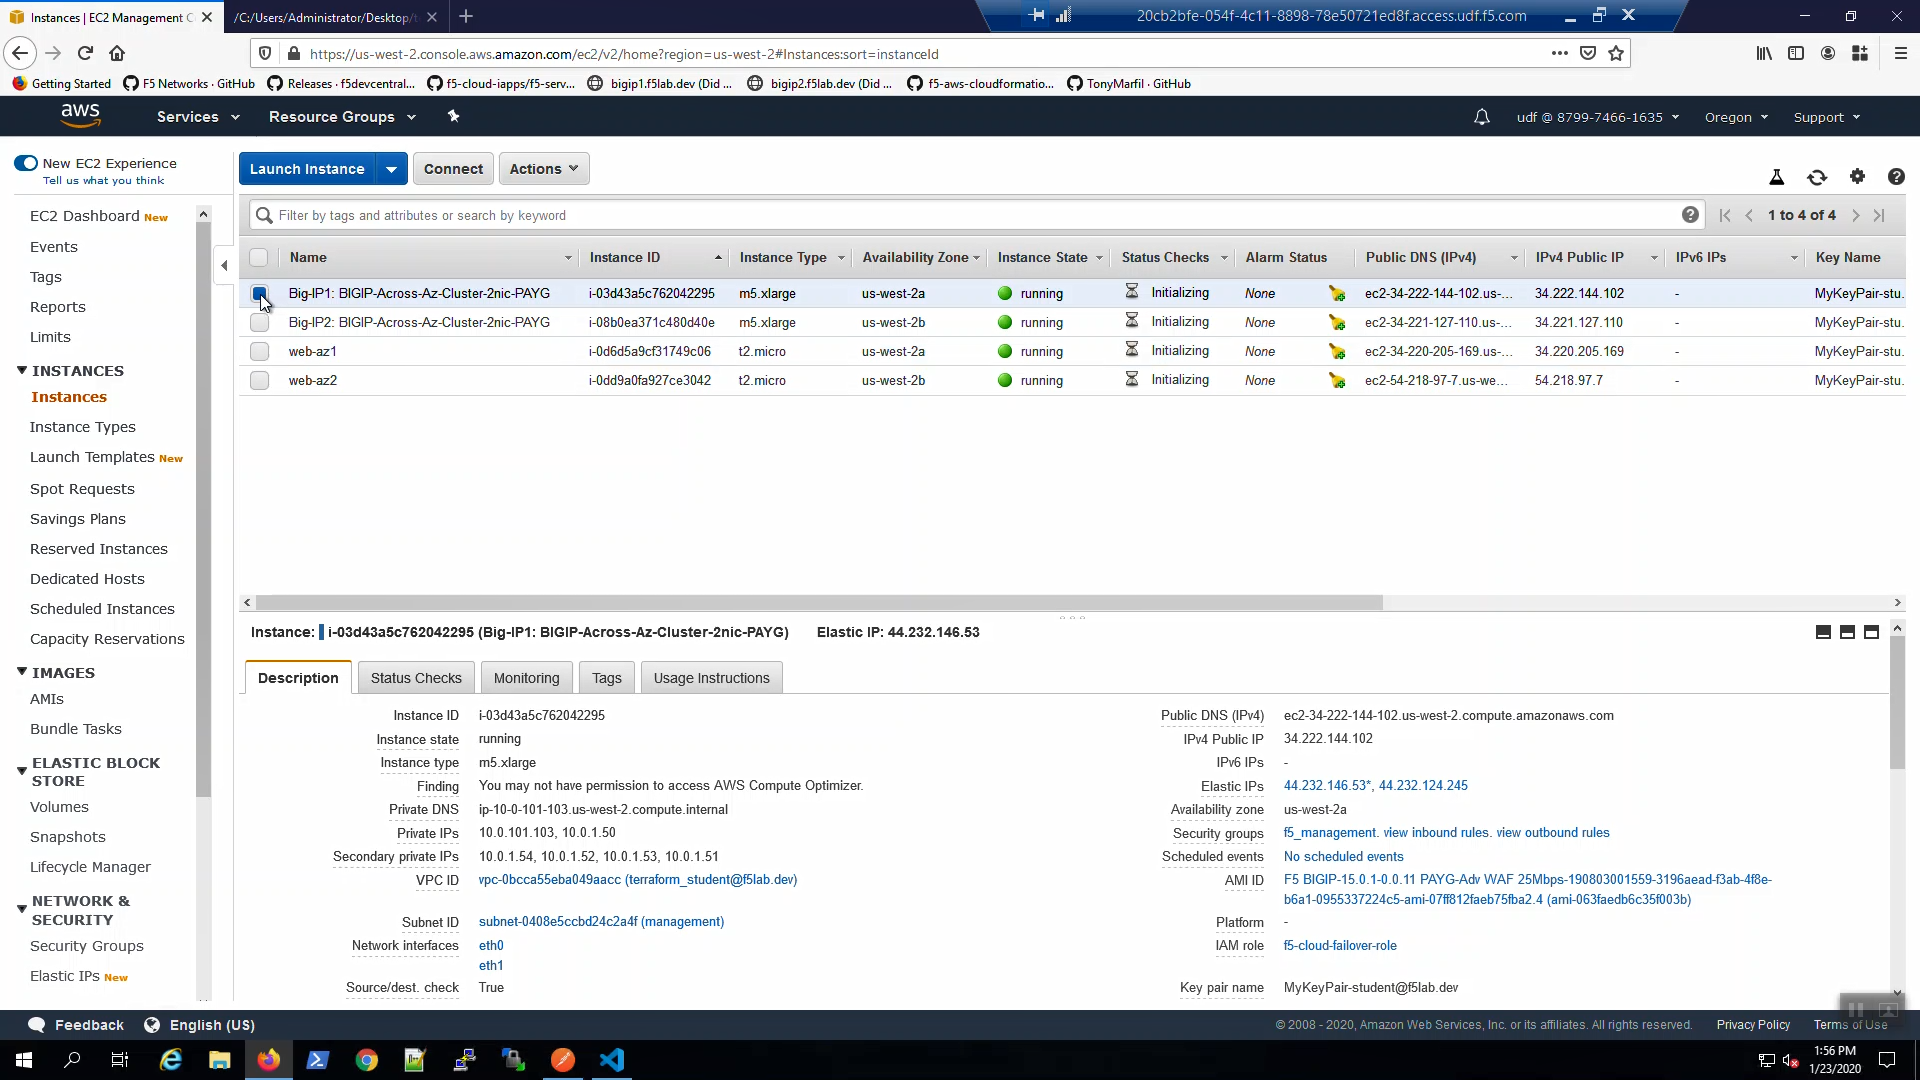 Instances | EC2 Management C
/C:/Users/Administrator/Desktop/t
20cb2bfe-054f-4c11-8898-78e50721ed8f.access.udf.f5.com
https://us-west-2.console.aws.amazon.com/ec2/v2/home?region=us-west-2#Instances:sort=instanceId
Getting Started
F5 Networks · GitHub
Releases · f5devcentral...
f5-cloud-iapps/f5-serv...
bigip1.f5lab.dev (Did ...
bigip2.f5lab.dev (Did ...
f5-aws-cloudformatio...
TonyMarfil · GitHub
aws
Services
Resource Groups
udf @ 8799-7466-1635
Oregon
Support
New EC2 Experience
Tell us what you think
EC2 Dashboard New
Events
Tags
Reports
Limits
INSTANCES
Instances
Instance Types
Launch Templates New
Spot Requests
Savings Plans
Reserved Instances
Dedicated Hosts
Scheduled Instances
Capacity Reservations
IMAGES
AMIs
Bundle Tasks
ELASTIC BLOCK
STORE
Volumes
Snapshots
Lifecycle Manager
NETWORK &
SECURITY
Security Groups
Elastic IPs New
Launch Instance
Connect
Actions
Filter by tags and attributes or search by keyword
1 to 4 of 4
Name Instance ID Instance Type Availability Zone Instance State Status Checks Alarm Status Public DNS (IPv4) IPv4 Public IP IPv6 IPs Key Name
Big-IP1: BIGIP-Across-Az-Cluster-2nic-PAYG i-03d43a5c762042295 m5.xlarge us-west-2a running Initializing None ec2-34-222-144-102.us-... 34.222.144.102 - MyKeyPair-stu.
Big-IP2: BIGIP-Across-Az-Cluster-2nic-PAYG i-08b0ea371c480d40e m5.xlarge us-west-2b running Initializing None ec2-34-221-127-110.us-... 34.221.127.110 - MyKeyPair-stu.
web-az1 i-0d6d5a9cf31749c06 t2.micro us-west-2a running Initializing None ec2-34-220-205-169.us-... 34.220.205.169 - MyKeyPair-stu.
web-az2 i-0dd9a0fa927ce3042 t2.micro us-west-2b running Initializing None ec2-54-218-97-7.us-we... 54.218.97.7 - MyKeyPair-stu.
Instance: i-03d43a5c762042295 (Big-IP1: BIGIP-Across-Az-Cluster-2nic-PAYG) Elastic IP: 44.232.146.53
Description
Status Checks
Monitoring
Tags
Usage Instructions
Instance ID i-03d43a5c762042295
Instance state running
Instance type m5.xlarge
Finding You may not have permission to access AWS Compute Optimizer.
Private DNS ip-10-0-101-103.us-west-2.compute.internal
Private IPs 10.0.101.103, 10.0.1.50
Secondary private IPs 10.0.1.54, 10.0.1.52, 10.0.1.53, 10.0.1.51
VPC ID vpc-0bcca55eba049aacc (terraform_student@f5lab.dev)
Subnet ID subnet-0408e5ccbd24c2a4f (management)
Network interfaces eth0
eth1
Source/dest. check True
Public DNS (IPv4) ec2-34-222-144-102.us-west-2.compute.amazonaws.com
IPv4 Public IP 34.222.144.102
IPv6 IPs -
Elastic IPs 44.232.146.53*, 44.232.124.245
Availability zone us-west-2a
Security groups f5_management. view inbound rules. view outbound rules
Scheduled events No scheduled events
AMI ID F5 BIGIP-15.0.1-0.0.11 PAYG-Adv WAF 25Mbps-190803001559-3196aead-f3ab-4f8e-
b6a1-0955337224c5-ami-07ff812faeb75fba2.4 (ami-063faedb6c35f003b)
Platform -
IAM role f5-cloud-failover-role
Key pair name MyKeyPair-student@f5lab.dev
Feedback
English (US)
© 2008 - 2020, Amazon Web Services, Inc. or its affiliates. All rights reserved.
Privacy Policy
Terms of Use
1:56 PM
1/23/2020